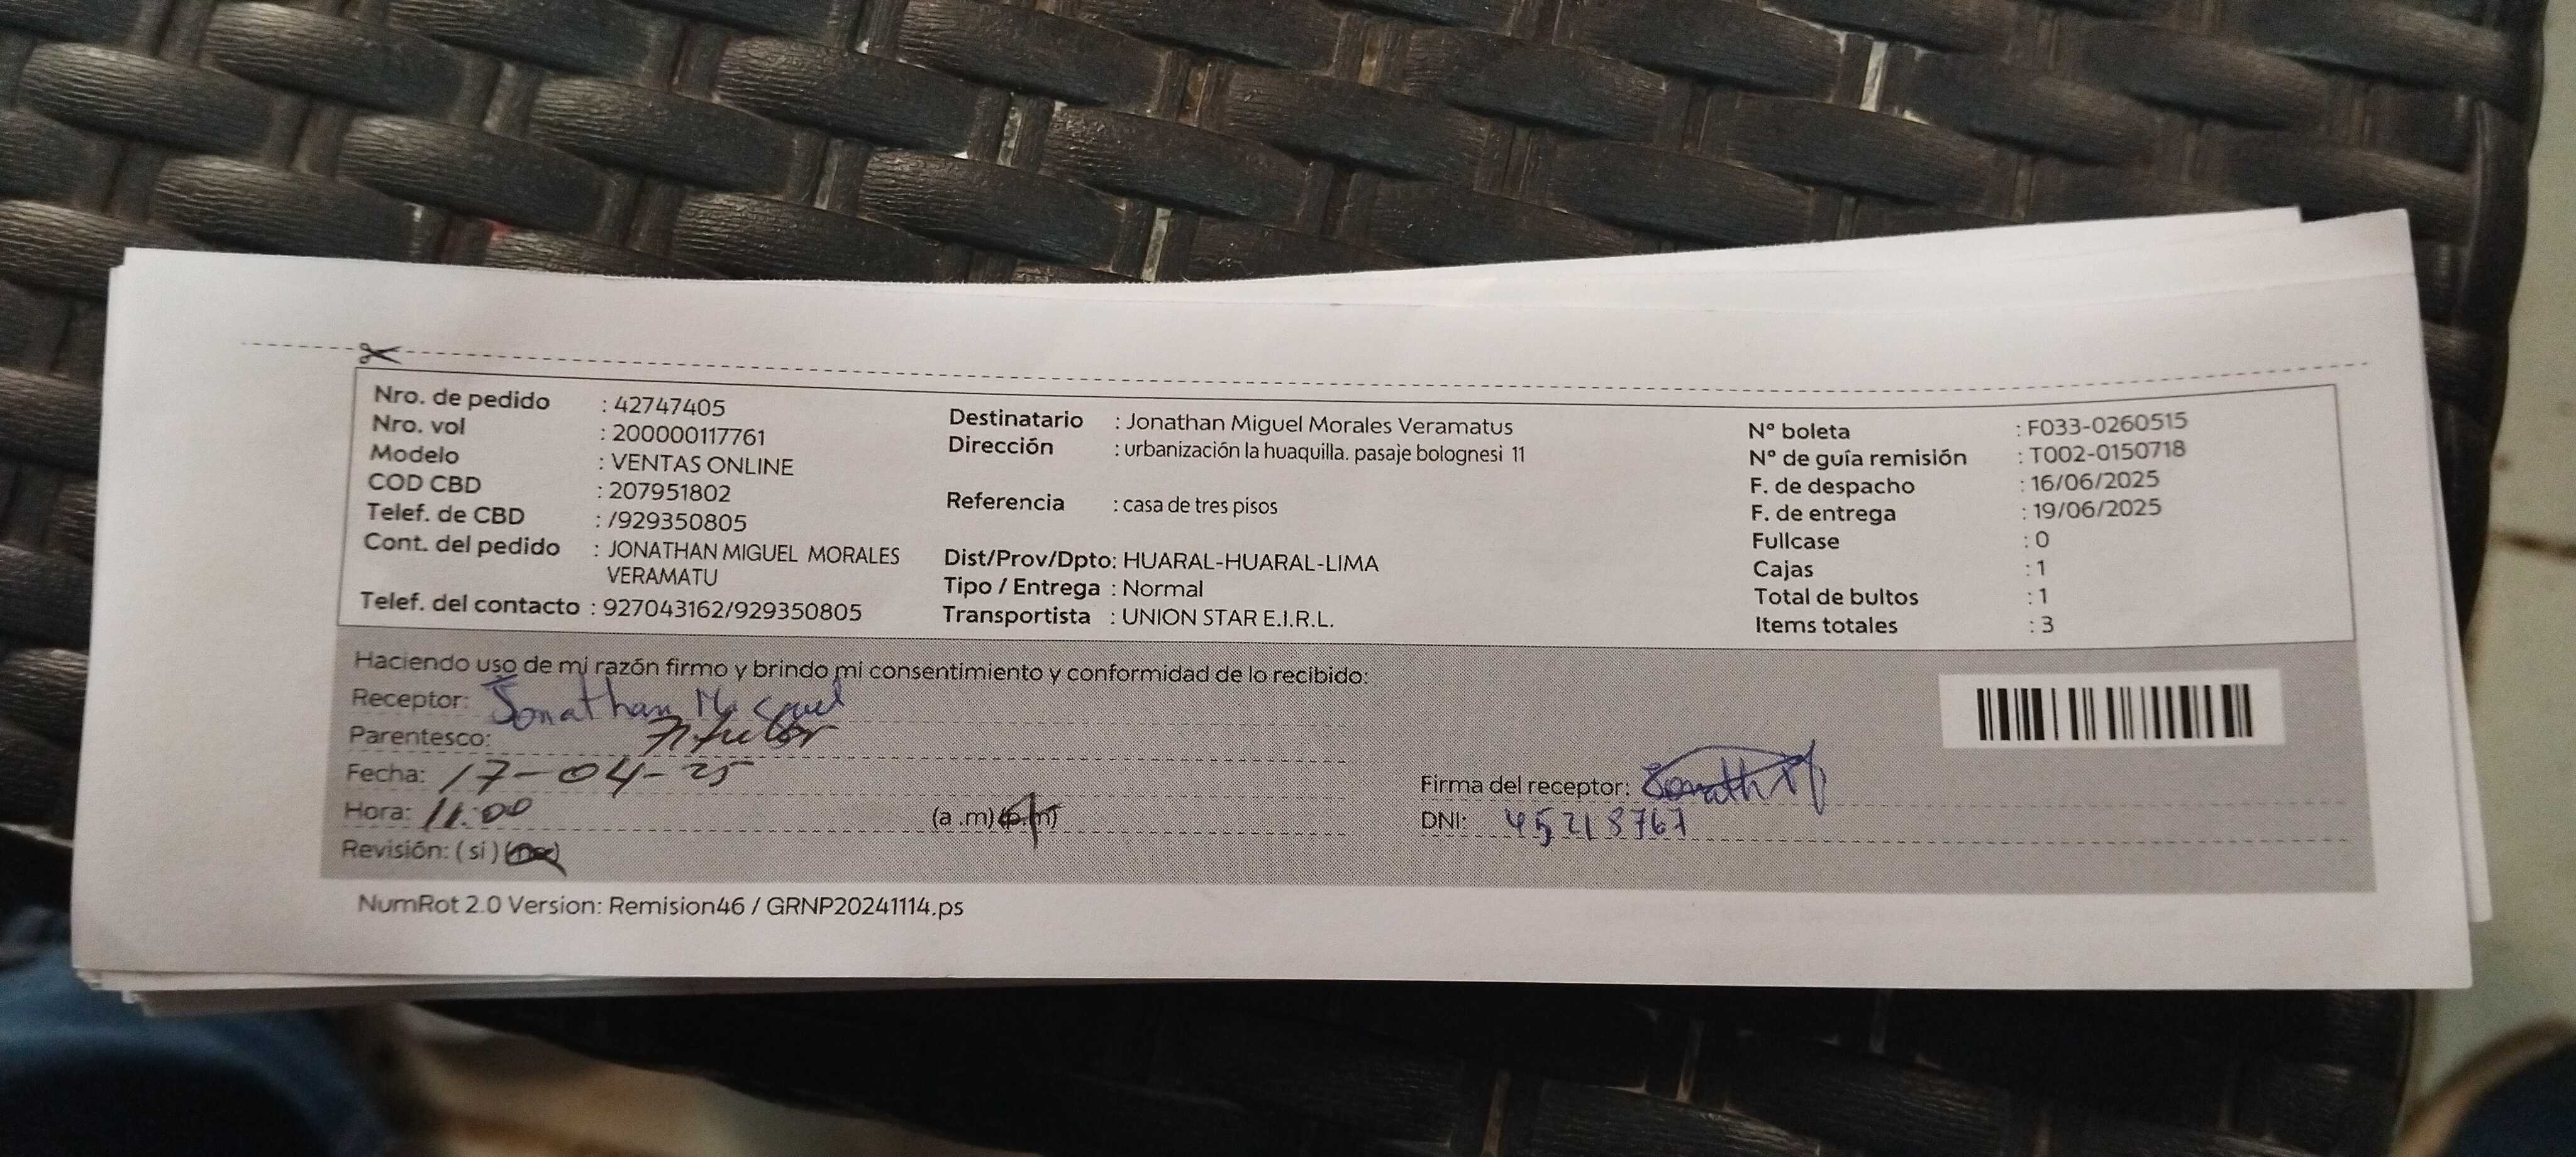 Nro. de pedido : 42747405
Nro. vol : 200000117761
Modelo : VENTAS ONLINE
COD CBD : 207951802
Telef. de CBD : /929350805
Cont. del pedido : JONATHAN MIGUEL MORALES
VERAMATU
Telef. del contacto : 927043162/929350805
Destinatario : Jonathan Miguel Morales Veramatus
Dirección : urbanización la huaquilla. pasaje bolognesi 11
Referencia : casa de tres pisos
Dist/Prov/Dpto: HUARAL-HUARAL-LIMA
Tipo / Entrega : Normal
Transportista : UNION STAR E.I.R.L.
Nº boleta : F033-0260515
Nº de guía remisión : T002-0150718
F. de despacho : 16/06/2025
F. de entrega : 19/06/2025
Fullcase : 0
Cajas : 1
Total de bultos : 1
Items totales : 3
Haciendo uso de mi razón firmo y brindo mi consentimiento y conformidad de lo recibido:
Receptor: Jonathan Miguel
Parentesco: Titular
Fecha: 17-04-25
Hora: 11:00 (a .m) (p.m)
Revisión: ( si ) (no)
Firma del receptor:
DNI: 45218767
NumRot 2.0 Version: Remision46 / GRNP20241114.ps